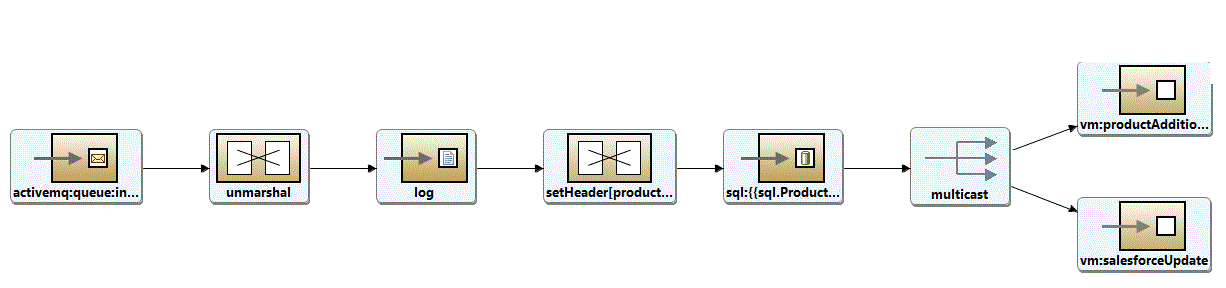 activemq:queue:in...
unmarshal
log
setHeader[product...
sql:{{sql.Product...
multicast
vm:productAdditio...
vm:salesforceUpdate